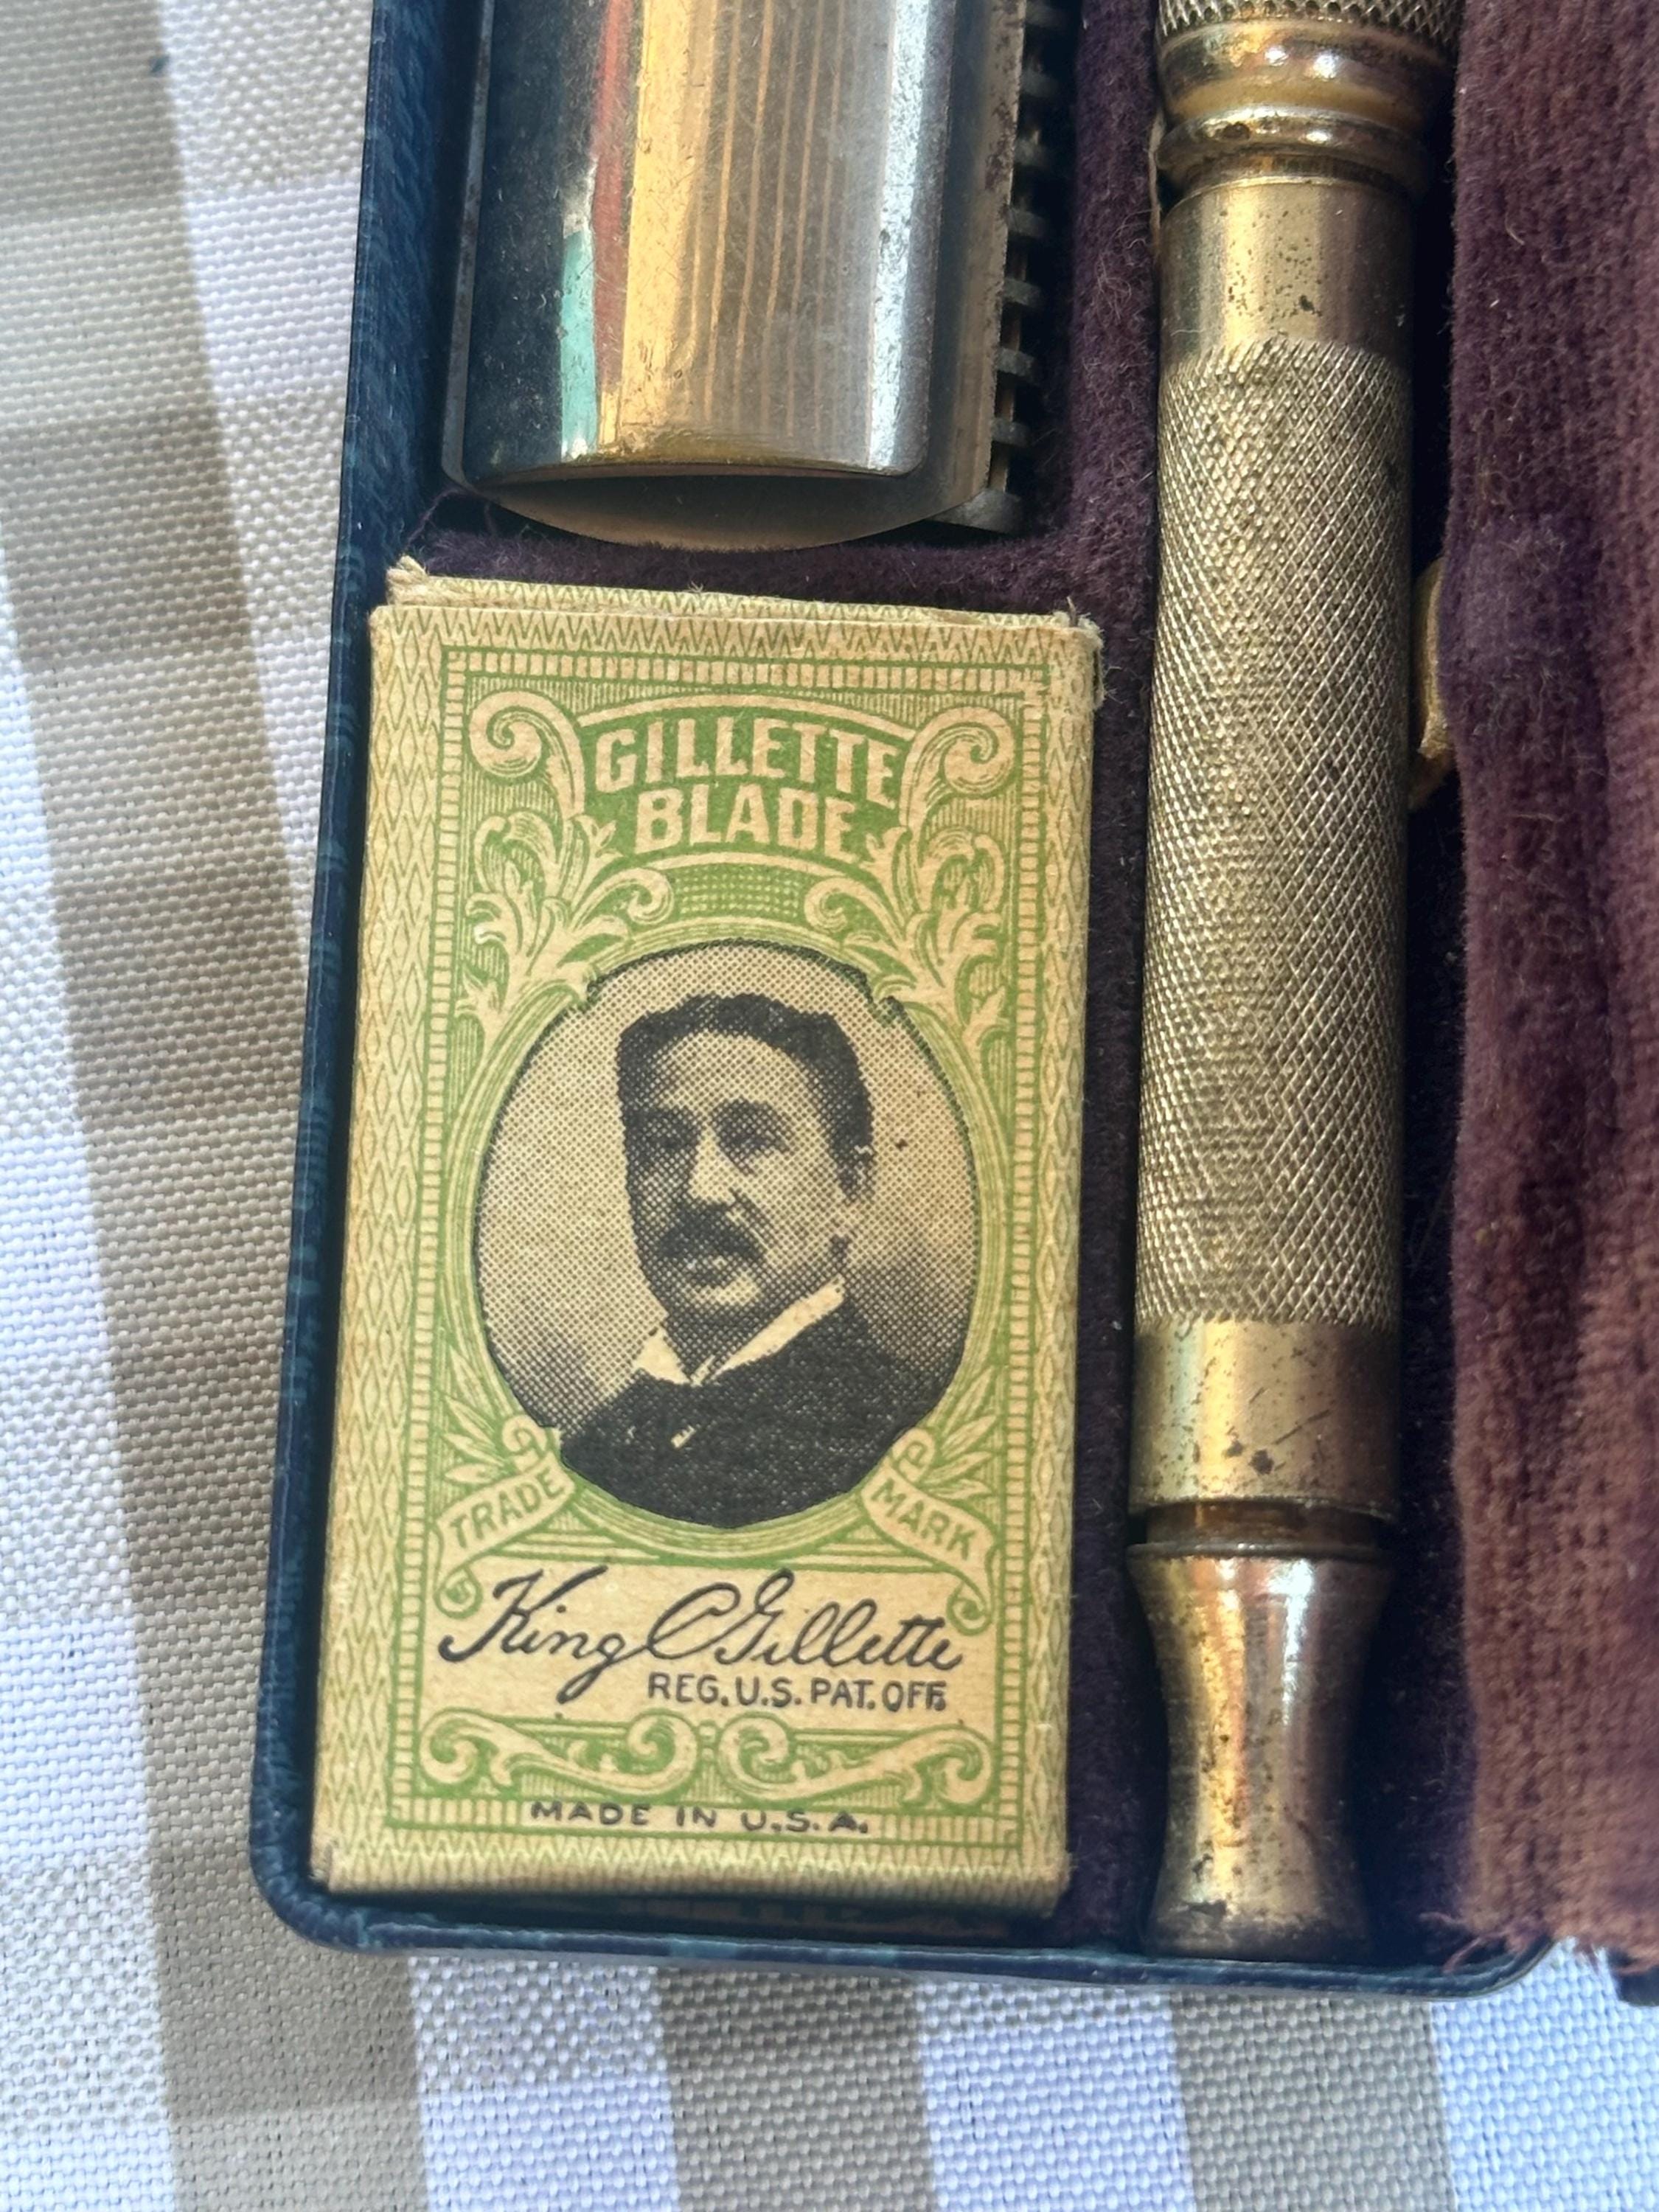 GILLETTE
BLADE
TRADE MARK
King C Gillette
REG. U.S. PAT. OFF.
MADE IN U.S.A.